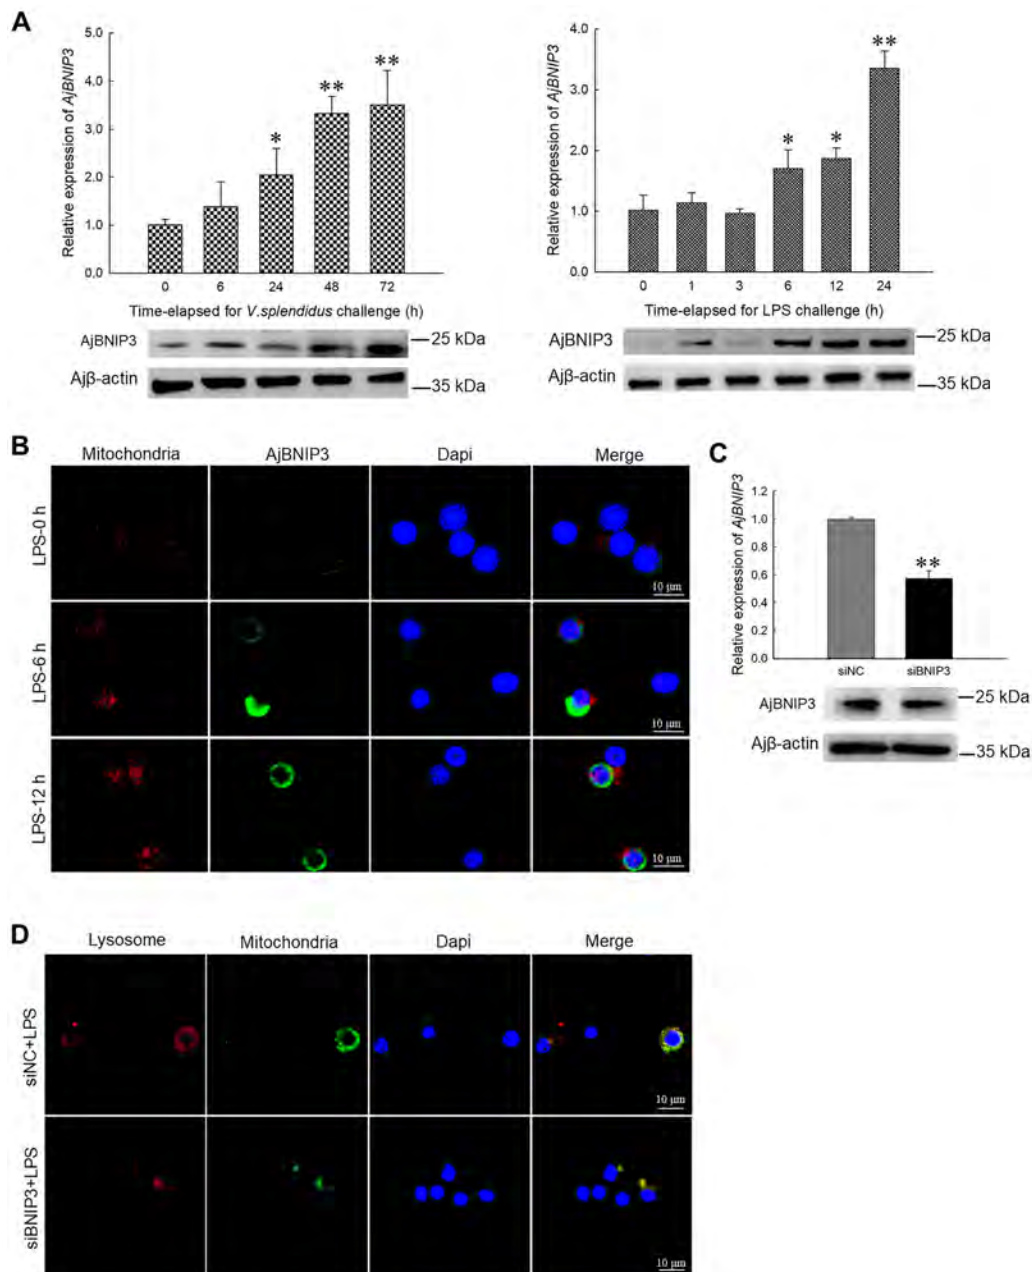 A
Relative expression of AjBNIP3
5.0
4.0
3.0
2.0
1.0
0.0
*
**
**
0 6 24 48 72
Time-elapsed for V.splendidus challenge (h)
AjBNIP3
25 kDa
Ajβ-actin
35 kDa
Relative expression of AjBNIP3
4.0
3.0
2.0
1.0
0.0
*
*
**
0 1 3 6 12 24
Time-elapsed for LPS challenge (h)
AjBNIP3
25 kDa
Ajβ-actin
35 kDa
B
Mitochondria AjBNIP3 Dapi Merge
LPS-0 h
10 μm
LPS-6h
10 μm
LPS-12 h
10 μm
C
Relative expression of AjBNIP3
1.2
1.0
0.8
0.6
0.4
0.2
0.0
**
siNC siBNIP3
AjBNIP3
25 kDa
Ajβ-actin
35 kDa
D
Lysosome Mitochondria Dapi Merge
siNC+LPS
10 μm
siBNIP3+LPS
10 μm